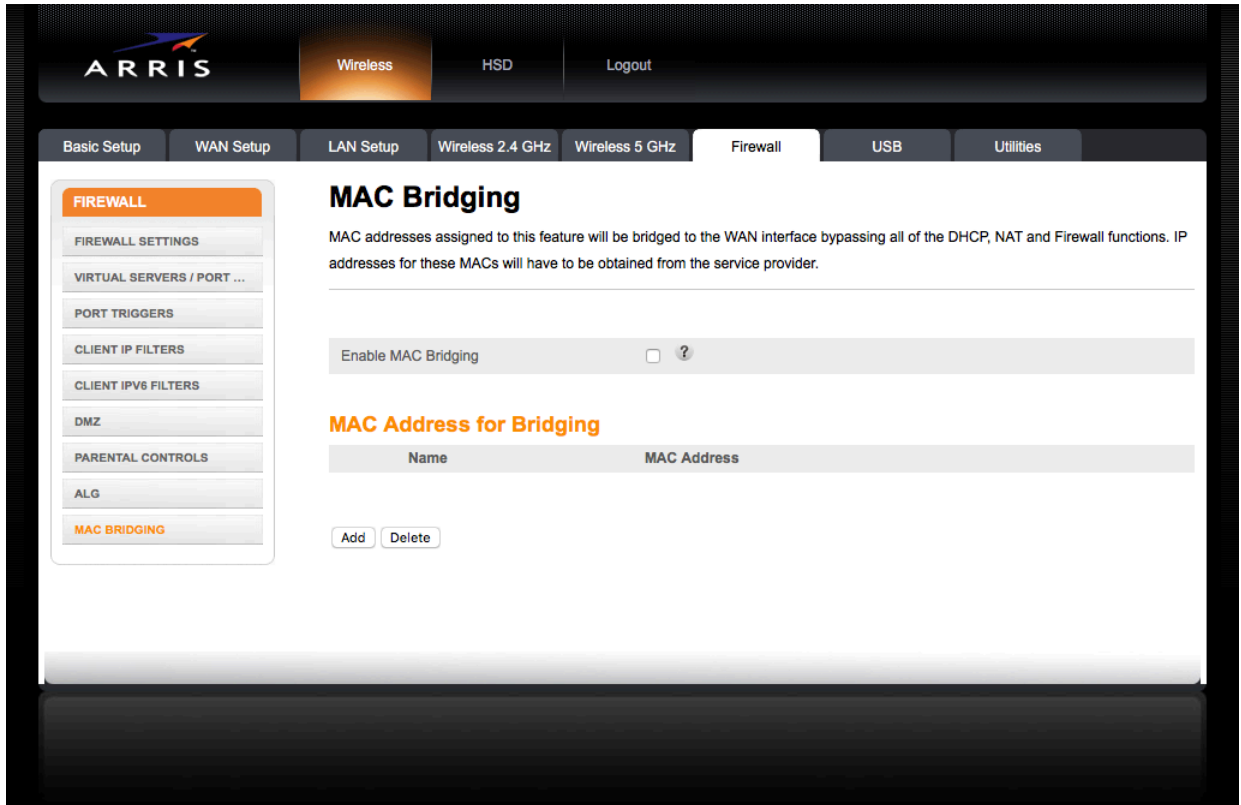 ARRIS
Wireless
HSD
Logout
Basic Setup
WAN Setup
LAN Setup
Wireless 2.4 GHz
Wireless 5 GHz
Firewall
USB
Utilities
FIREWALL
FIREWALL SETTINGS
VIRTUAL SERVERS / PORT ...
PORT TRIGGERS
CLIENT IP FILTERS
CLIENT IPV6 FILTERS
DMZ
PARENTAL CONTROLS
ALG
MAC BRIDGING
MAC Bridging
MAC addresses assigned to this feature will be bridged to the WAN interface bypassing all of the DHCP, NAT and Firewall functions. IP
addresses for these MACs will have to be obtained from the service provider.
Enable MAC Bridging ?
MAC Address for Bridging
Name MAC Address
Add Delete